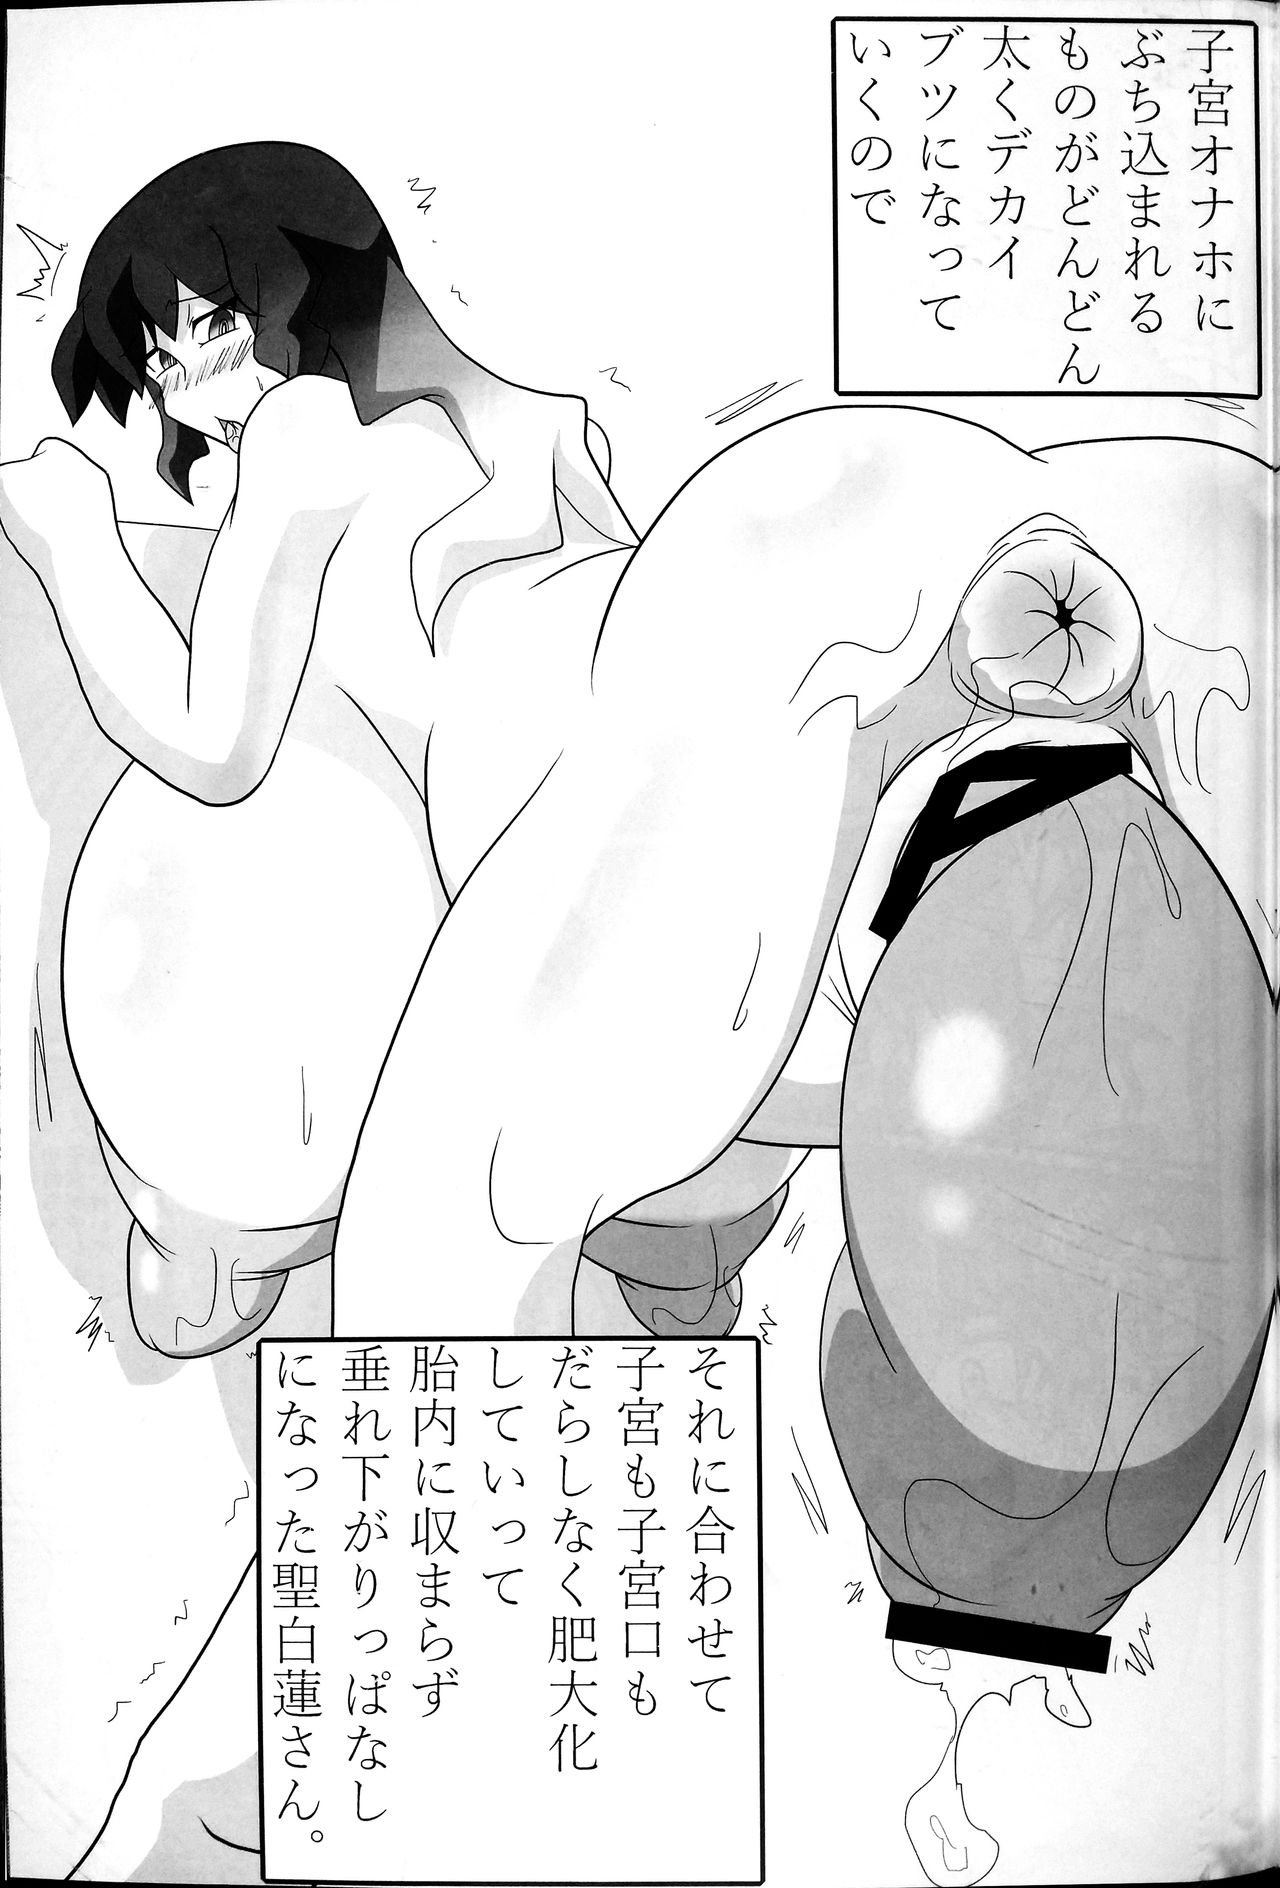 子宮オナホに
ぶち込まれる
ものがどんどん
太くデカイ
ブツになって
いくので
それに合わせて
子宮も子宮口も
だらしなく肥大化
していって
胎内に収まらず
垂れ下がりっぱなし
になった聖白蓮さん。